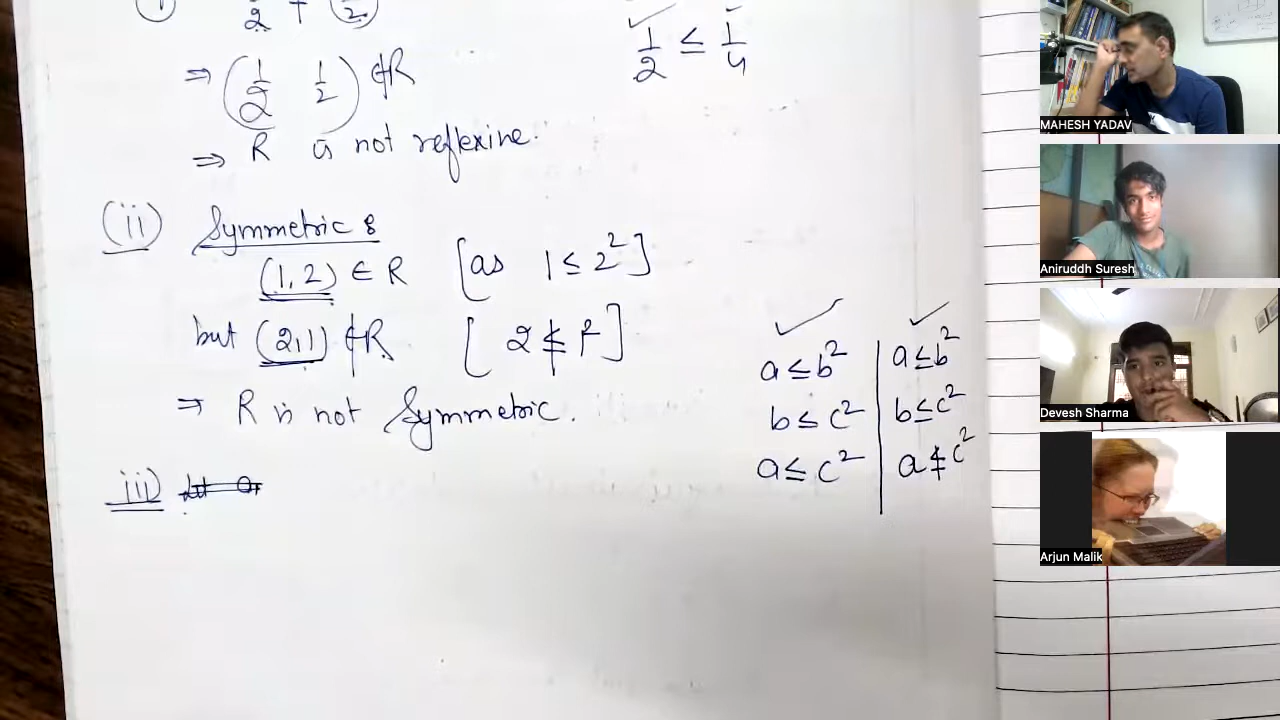 1/2 ≤ 1/4
⇒ (1/2 1/2) ∉ R
⇒ R is not reflexine.
(ii) Symmetric :
(1, 2) ∈ R [as 1 ≤ 2²]
but (2,1) ∉ R [ 2 ≰ 1² ]
⇒ R is not Symmetric.
iii)
a ≤ b²
b ≤ c²
a ≤ c²
a ≤ b²
b ≤ c²
a ≰ c²
MAHESH YADAV
Aniruddh Suresh
Devesh Sharma
Arjun Malik